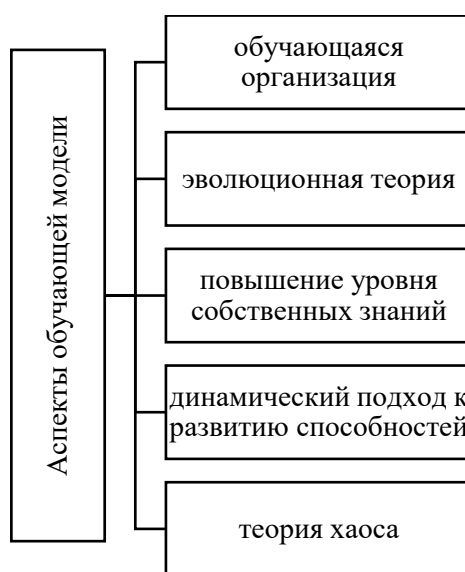 Аспекты обучающей модели
обучающаяся
организация
эволюционная теория
повышение уровня
собственных знаний
динамический подход к
развитию способностей
теория хаоса